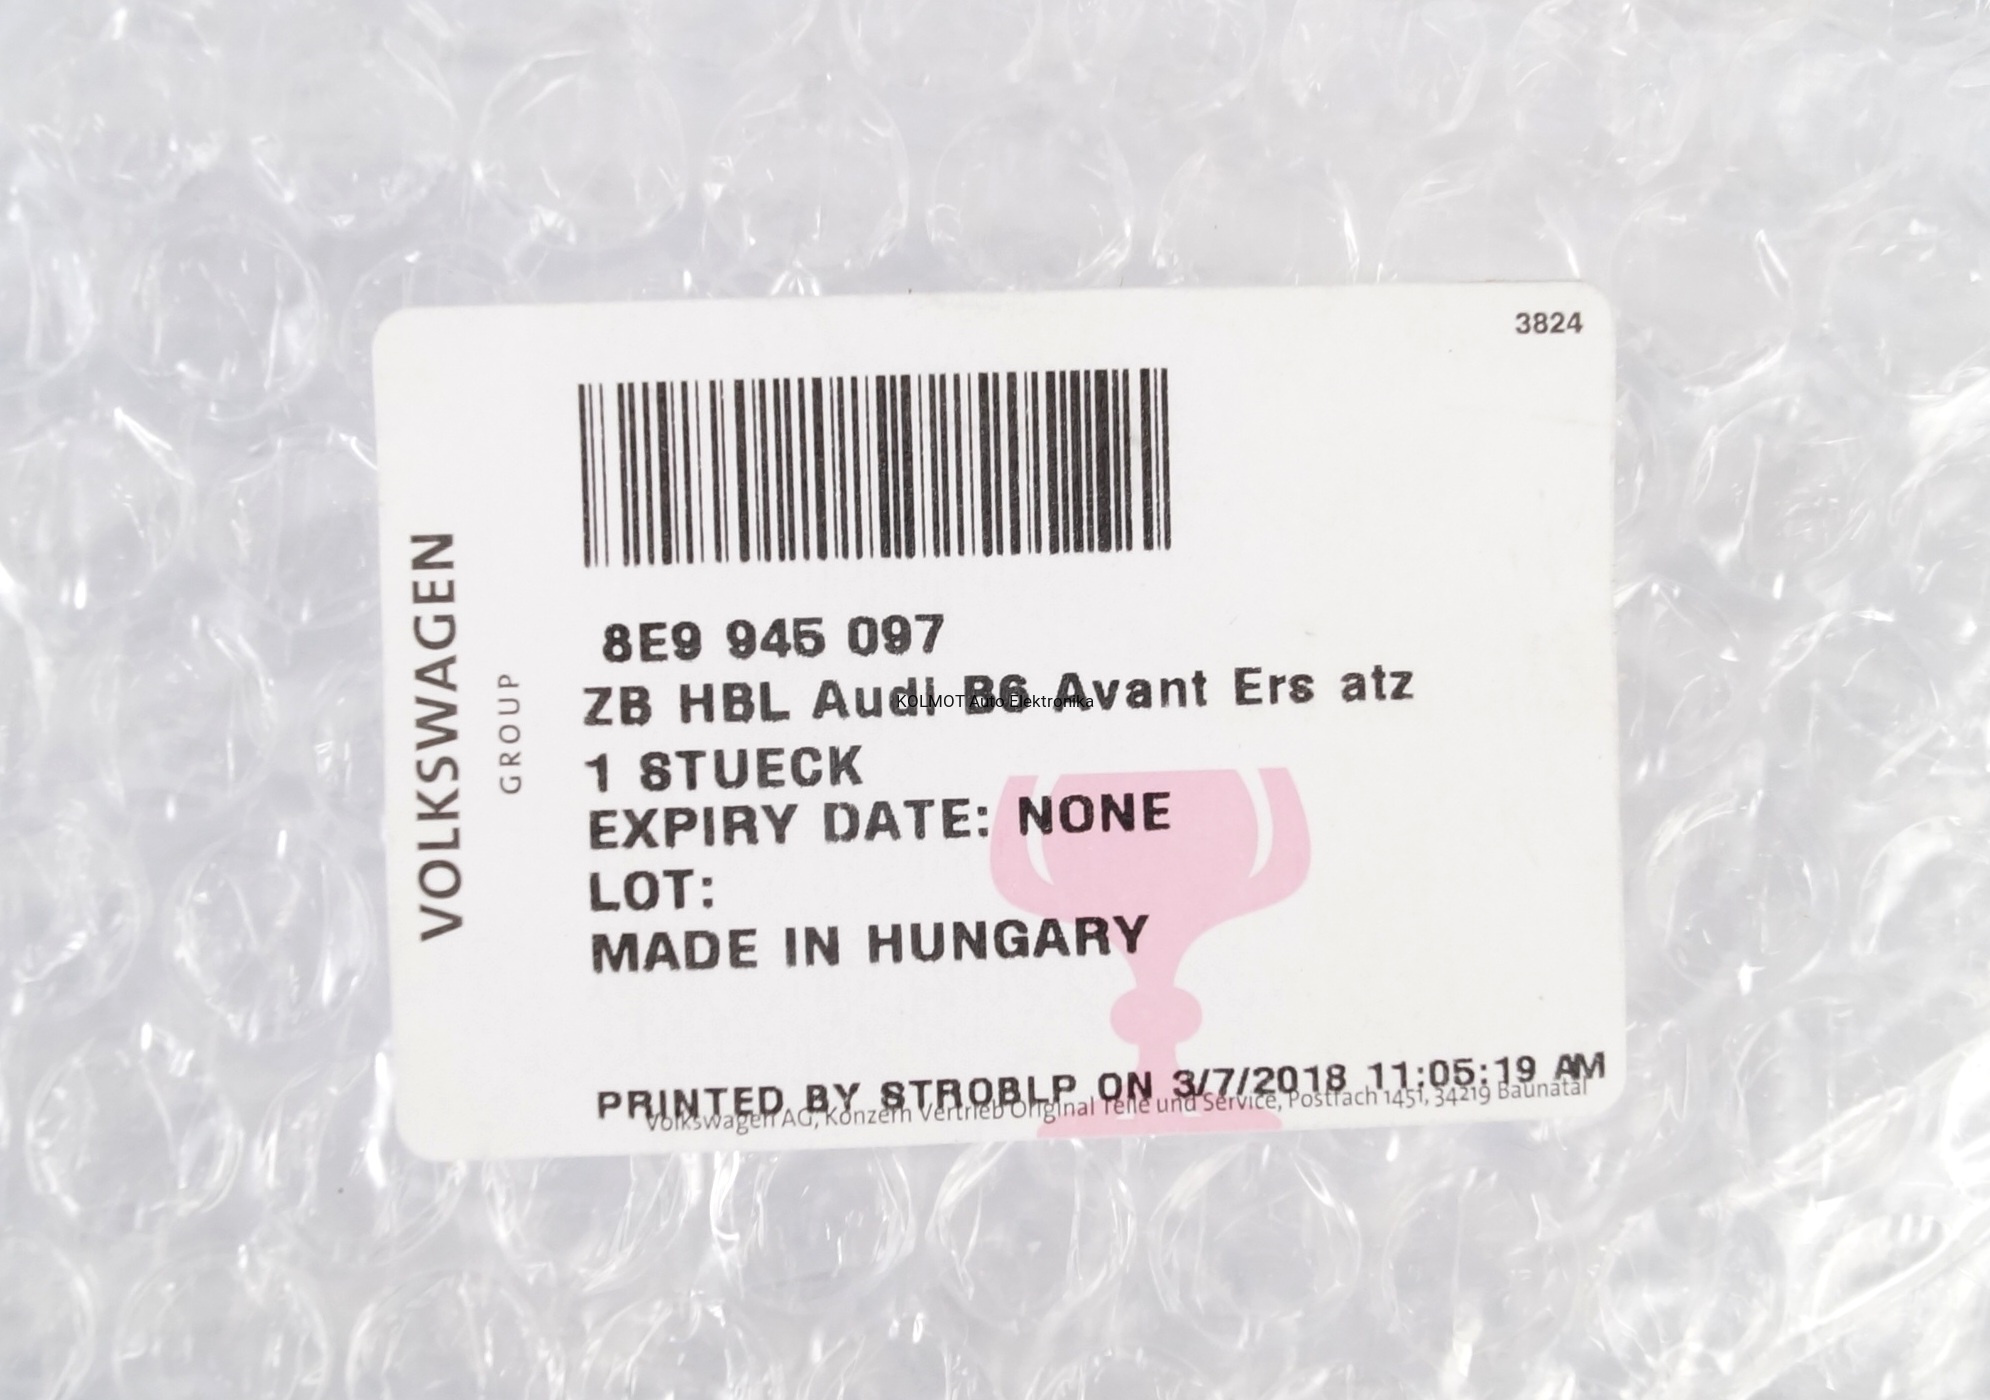 3824
VOLKSWAGEN
GROUP
8E9 945 097
ZB HBL Audi B6 Avant Ers atz
KOLMOT Auto Elektronika
1 STUECK
EXPIRY DATE: NONE
LOT:
MADE IN HUNGARY
PRINTED BY STROBLP ON 3/7/2018 11:05:19 AM
Volkswagen AG, Konzern Vertrieb Original Teile und Service, Postfach 1451, 34219 Baunatal